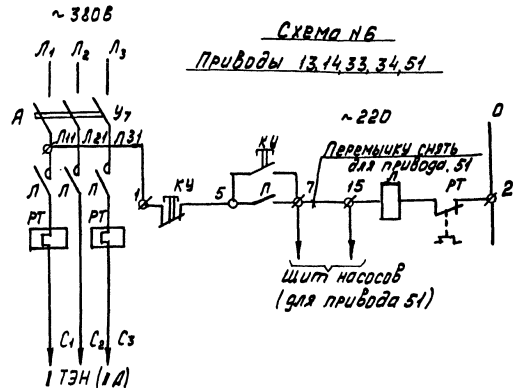 ~380в
Л1 Л2 Л3
Схема N6
Приводы 13,14,33,34,51
А У7
Л11 Л21 Л31
~220 0
Перемычку снять
для привода 51
КУ
Л Л Л
1 КУ 5 Л 7 15 Л РТ 2
РТ РТ
Щит насосов
(для привода 51)
С1 С2 С3
I ТЭН (II Д)